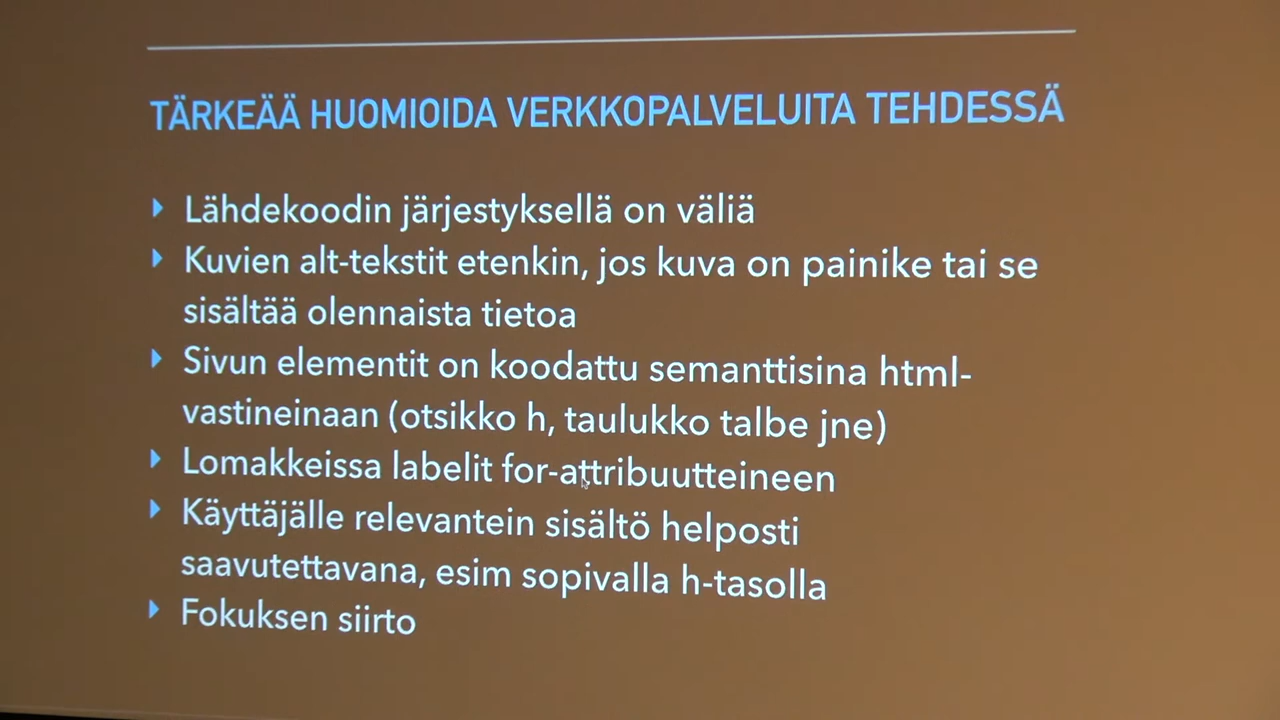 TÄRKEÄÄ HUOMIOIDA VERKKOPALVELUITA TEHDESSÄ
Lähdekoodin järjestyksellä on väliä
Kuvien alt-tekstit etenkin, jos kuva on painike tai se
sisältää olennaista tietoa
Sivun elementit on koodattu semanttisina html-
vastineinaan (otsikko h, taulukko talbe jne)
Lomakkeissa labelit for-attribuutteineen
Käyttäjälle relevantein sisältö helposti
saavutettavana, esim sopivalla h-tasolla
Fokuksen siirto